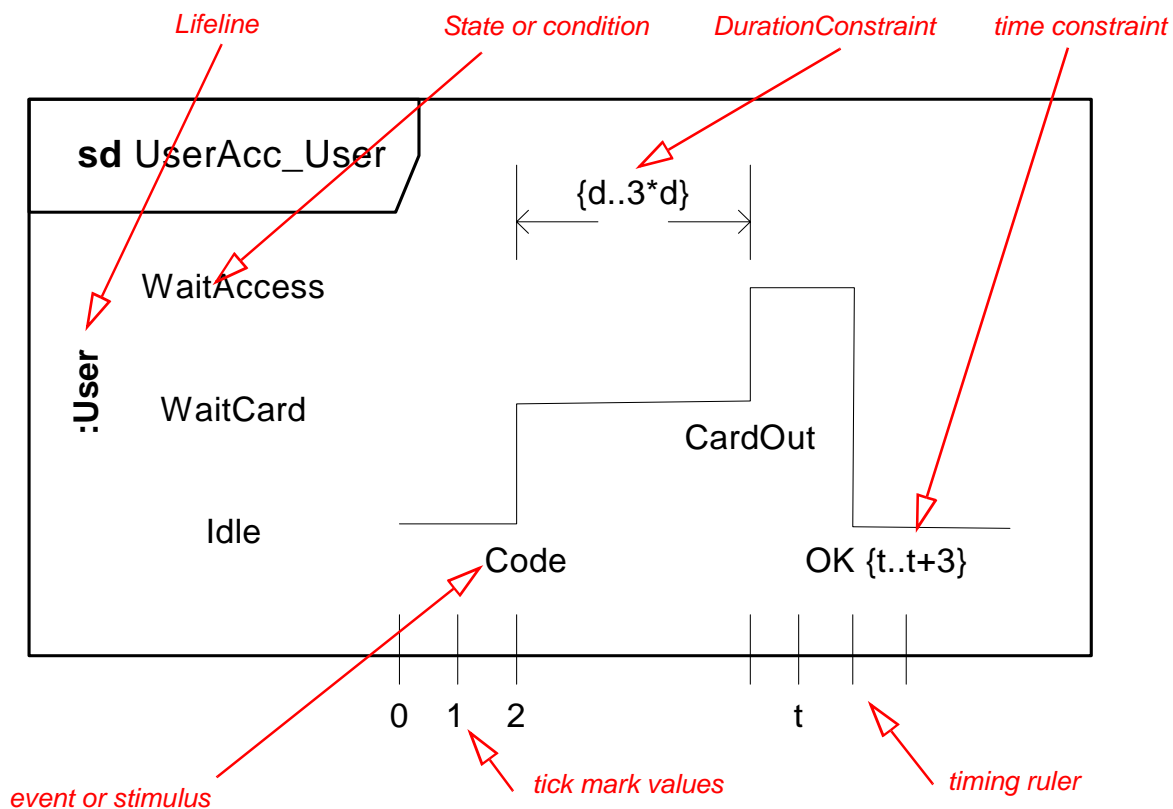 Lifeline
State or condition
DurationConstraint
time constraint
sd UserAcc_User
{d..3*d}
WaitAccess
:User
WaitCard
CardOut
Idle
Code
OK {t..t+3}
0 1 2 t
event or stimulus
tick mark values
timing ruler